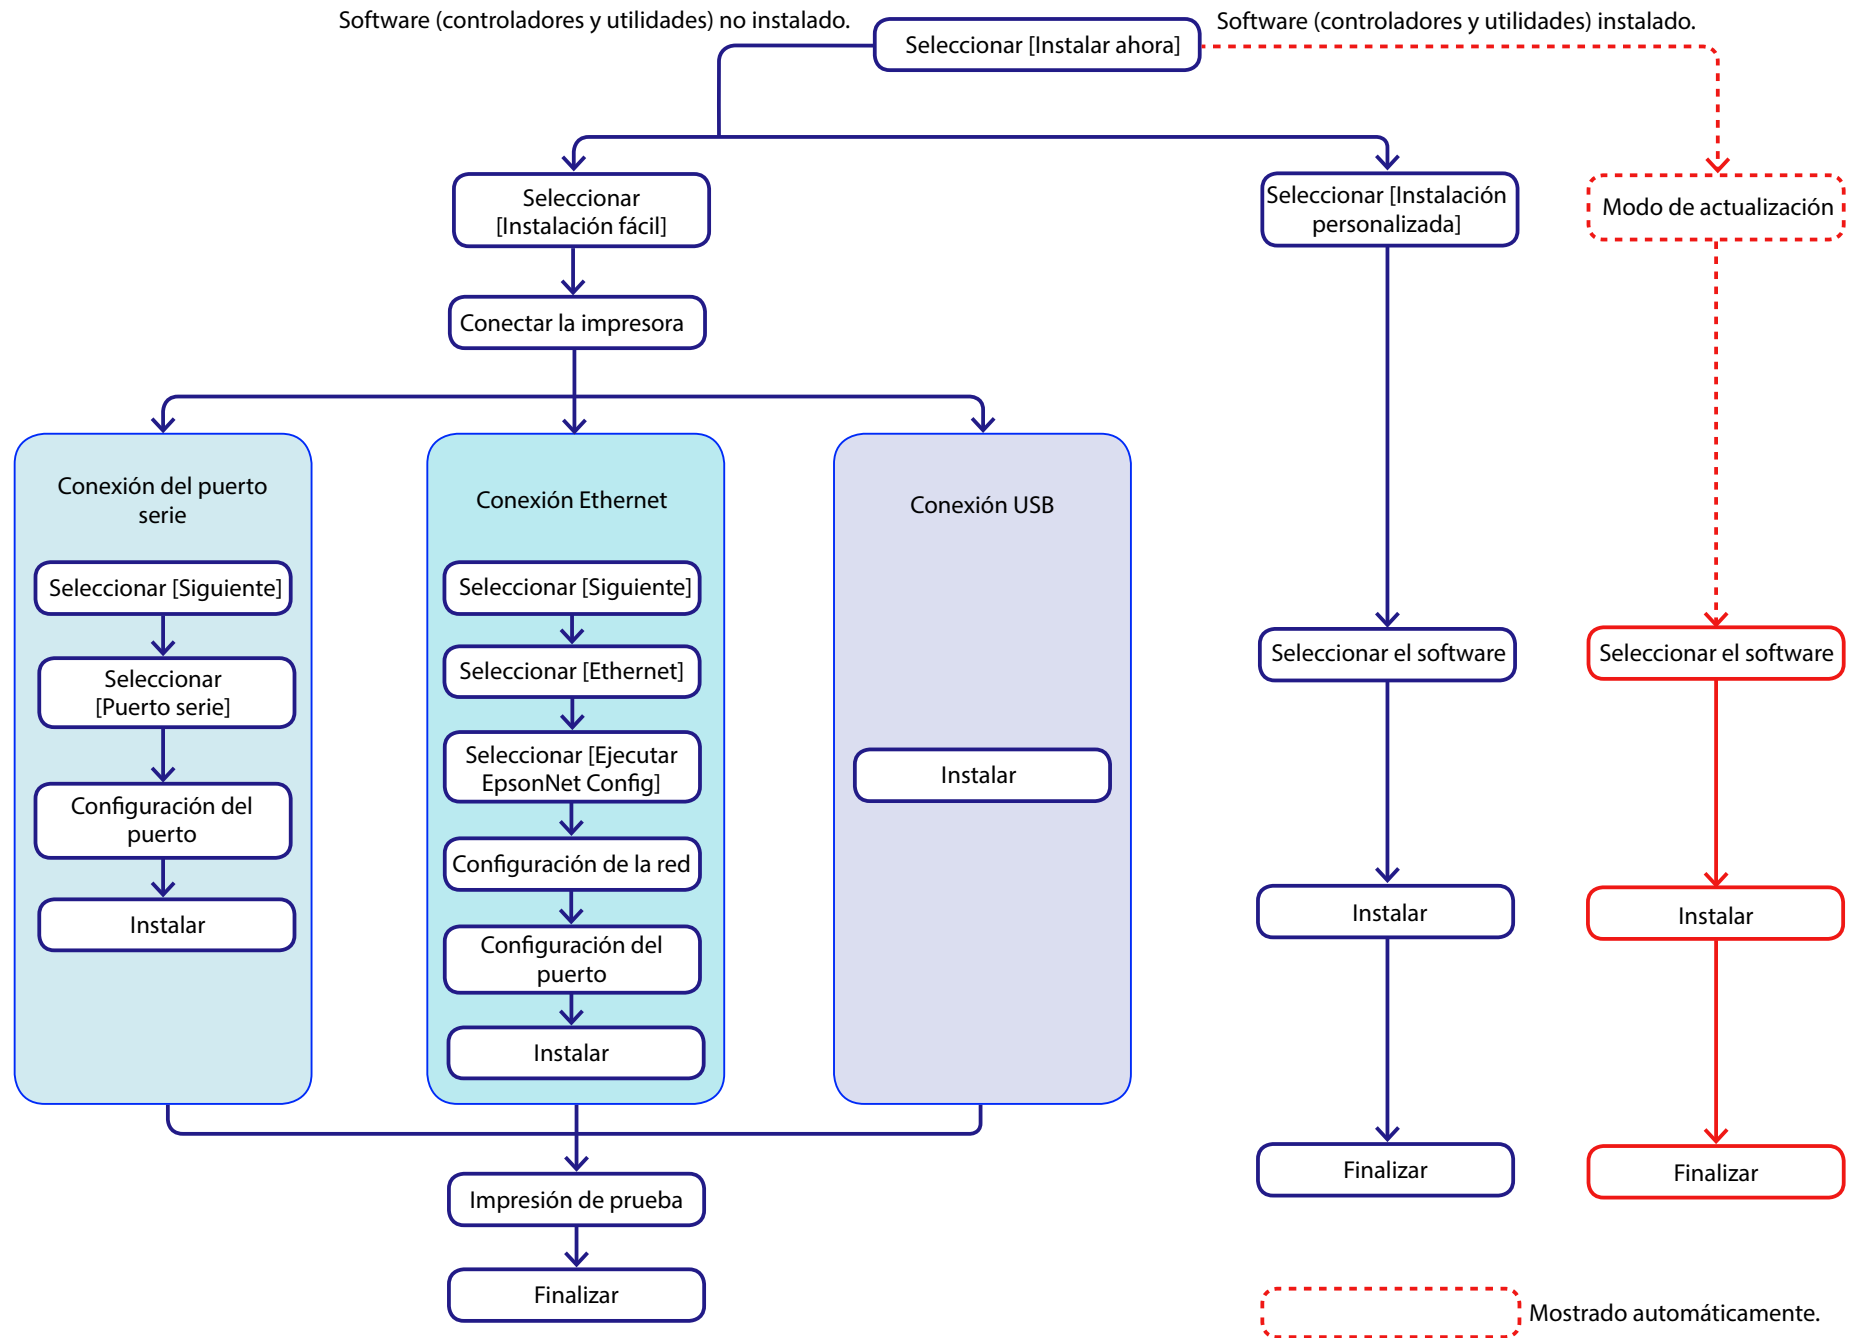 Software (controladores y utilidades) no instalado.
Software (controladores y utilidades) instalado.
Seleccionar [Instalar ahora]
Seleccionar
[Instalación fácil]
Seleccionar [Instalación
personalizada]
Modo de actualización
Conectar la impresora
Conexión del puerto
serie
Seleccionar [Siguiente]
Seleccionar
[Puerto serie]
Configuración del
puerto
Instalar
Conexión Ethernet
Seleccionar [Siguiente]
Seleccionar [Ethernet]
Seleccionar [Ejecutar
EpsonNet Config]
Configuración de la red
Configuración del
puerto
Instalar
Conexión USB
Instalar
Seleccionar el software
Instalar
Finalizar
Seleccionar el software
Instalar
Finalizar
Impresión de prueba
Finalizar
Mostrado automáticamente.